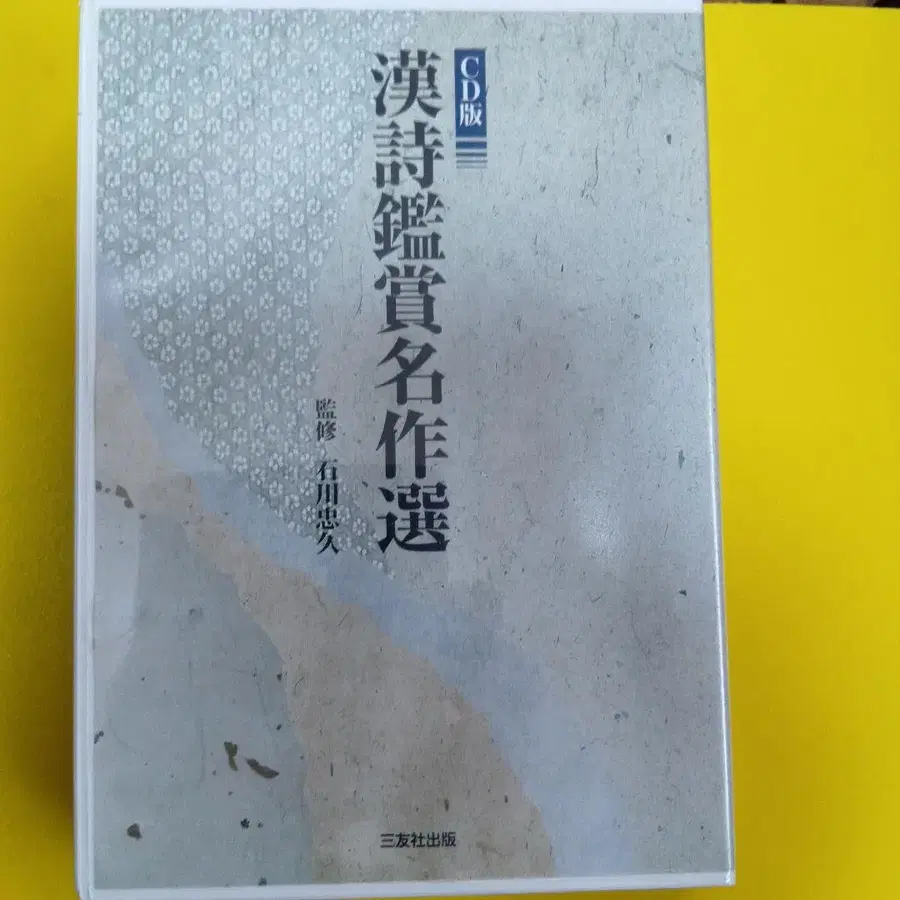 CD版
漢詩鑑賞名作選
監修 石川忠久
三友社出版